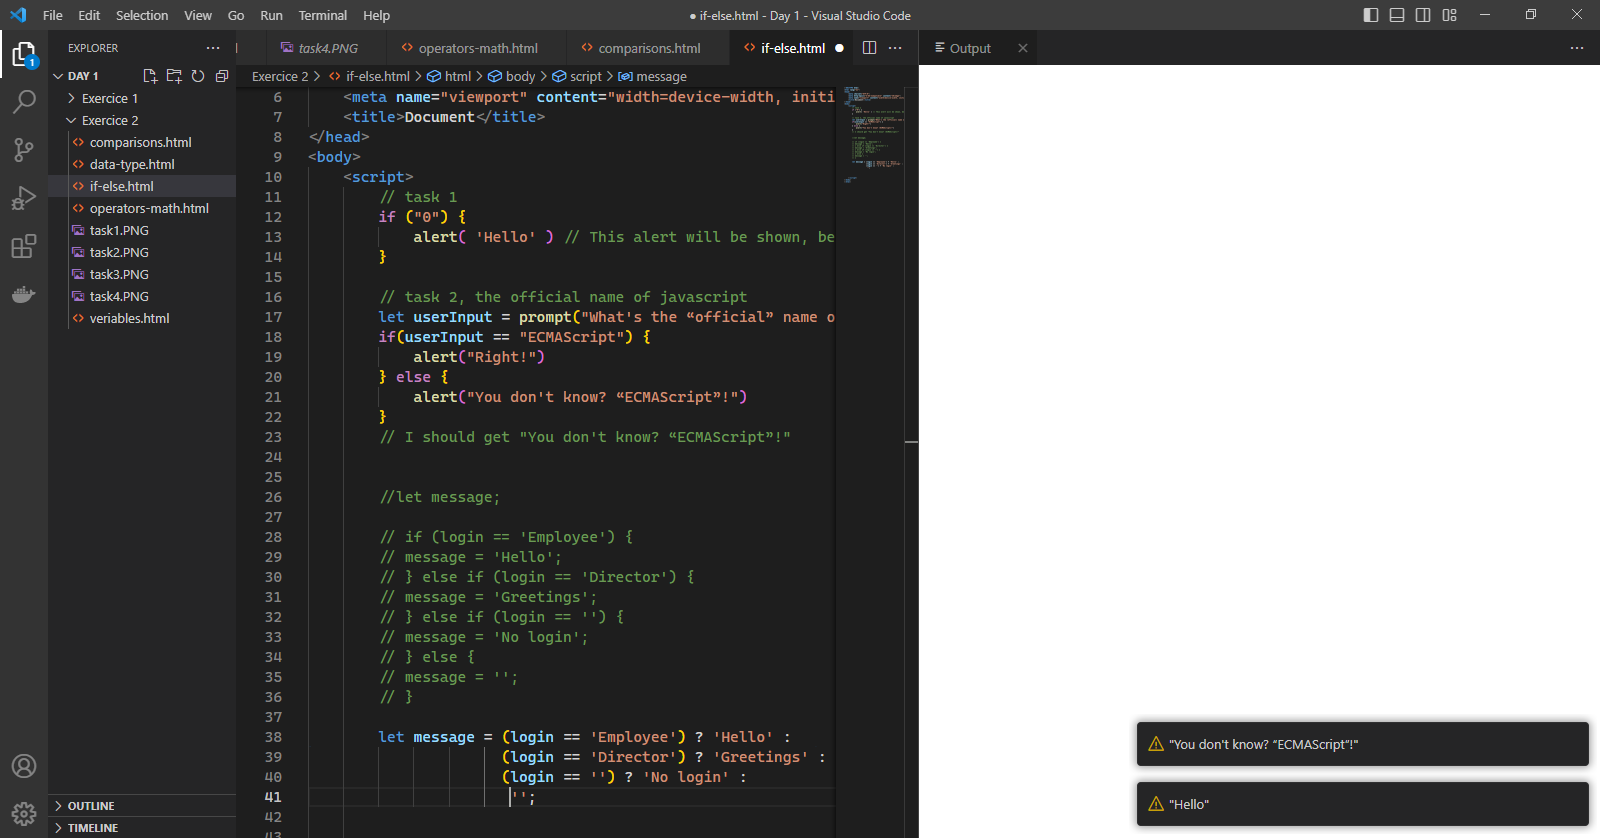 File Edit Selection View Go Run Terminal Help
● if-else.html - Day 1 - Visual Studio Code
EXPLORER
DAY 1
Exercice 1
Exercice 2
comparisons.html
data-type.html
if-else.html
operators-math.html
task1.PNG
task2.PNG
task3.PNG
task4.PNG
veriables.html
OUTLINE
TIMELINE
1
task4.PNG operators-math.html comparisons.html if-else.html ●
Exercice 2 > if-else.html > html > body > script > message
6 <meta name="viewport" content="width=device-width, initi
7 <title>Document</title>
8 </head>
9 <body>
10 <script>
11 // task 1
12 if ("0") {
13 alert( 'Hello' ) // This alert will be shown, be
14 }
15
16 // task 2, the official name of javascript
17 let userInput = prompt("What's the “official” name o
18 if(userInput == "ECMAScript") {
19 alert("Right!")
20 } else {
21 alert("You don't know? “ECMAScript”!")
22 }
23 // I should get "You don't know? “ECMAScript”!"
24
25
26 //let message;
27
28 // if (login == 'Employee') {
29 // message = 'Hello';
30 // } else if (login == 'Director') {
31 // message = 'Greetings';
32 // } else if (login == '') {
33 // message = 'No login';
34 // } else {
35 // message = '';
36 // }
37
38 let message = (login == 'Employee') ? 'Hello' :
39 (login == 'Director') ? 'Greetings' :
40 (login == '') ? 'No login' :
41 '';
42
43
Output
"You don't know? “ECMAScript”!"
"Hello"